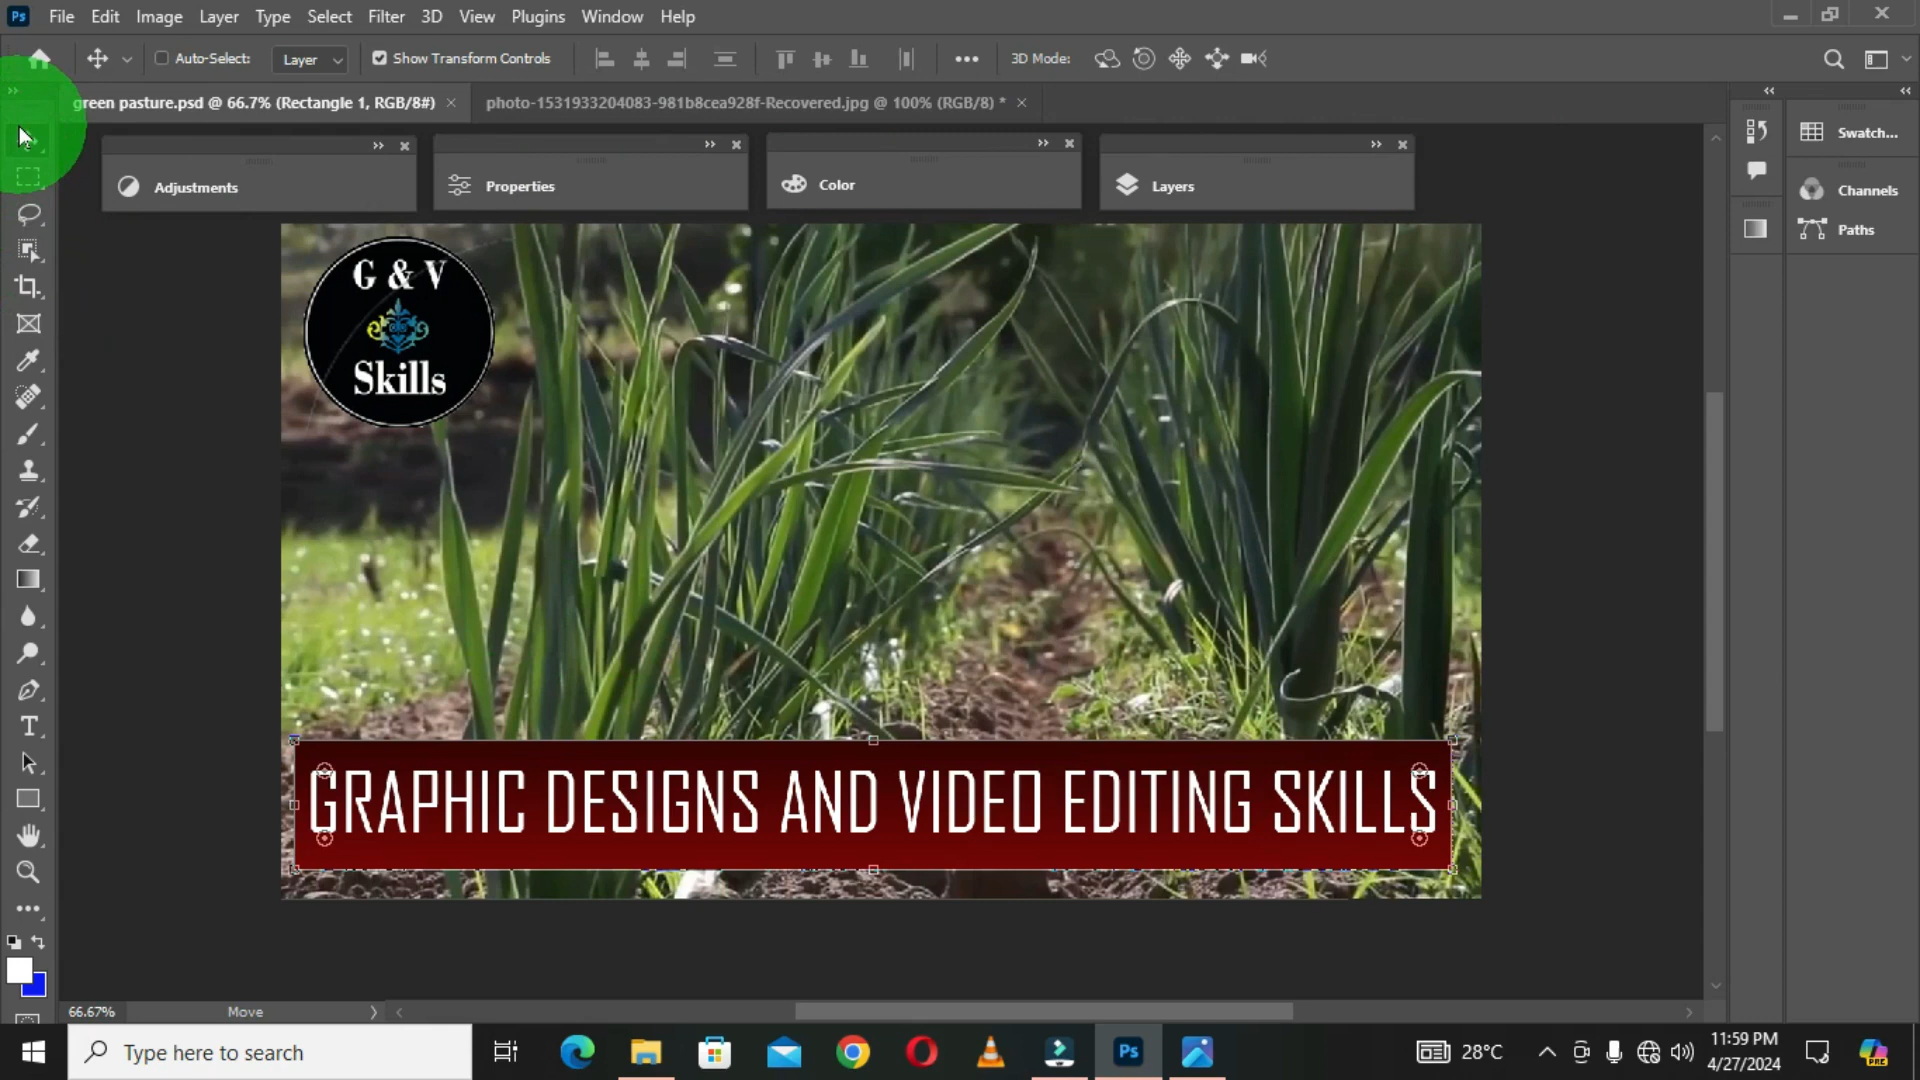 Ps File Edit Image Layer Type Select Filter 3D View Plugins Window Help
Auto-Select: Layer Show Transform Controls 3D Mode:
green pasture.psd @ 66.7% (Rectangle 1, RGB/8#) photo-1531933204083-981b8cea928f-Recovered.jpg @ 100% (RGB/8) *
Adjustments Properties Color Layers
Swatch...
Channels
Paths
G & V
Skills
GRAPHIC DESIGNS AND VIDEO EDITING SKILLS
66.67% Move
Type here to search
Ps
28°C
11:59 PM
4/27/2024
PRE